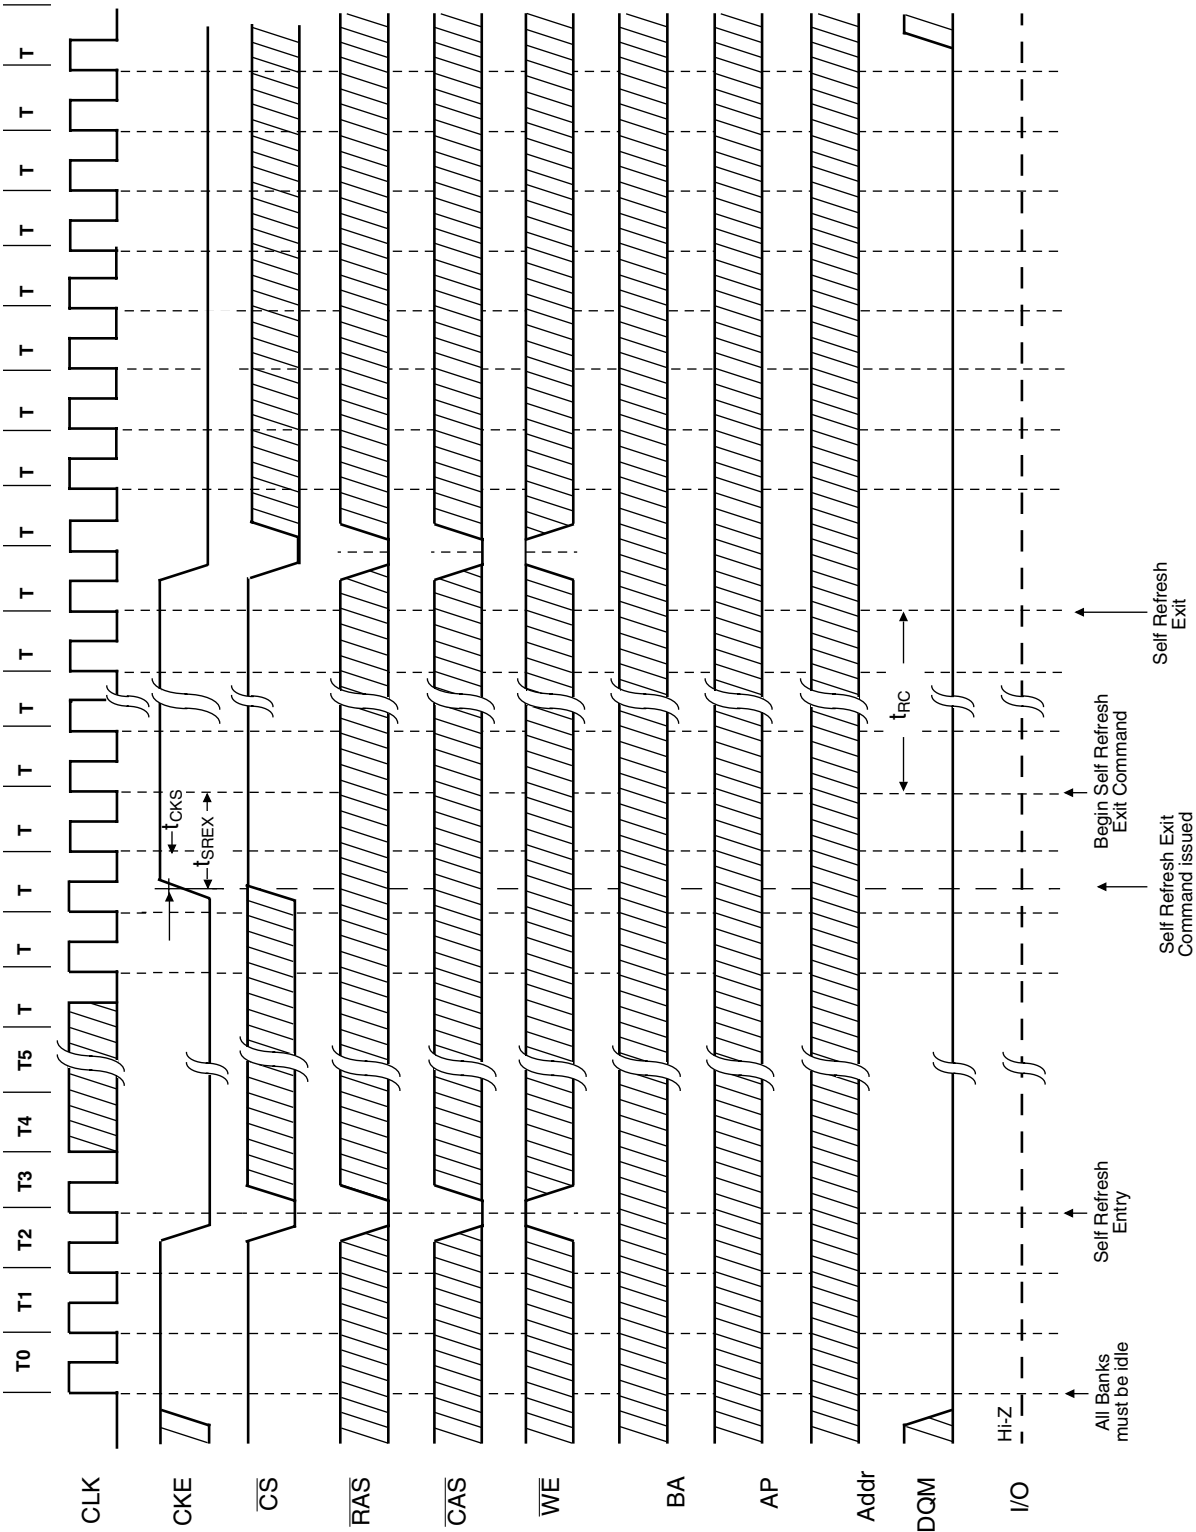 T0 T1 T2 T3 T4 T5 T T T T T T T T T T T T T T T T T
CLK
CKE
tCKS
tSREX
CS
RAS
CAS
WE
BA
AP
Addr
DQM
tRC
Hi-Z
I/O
All Banks
must be idle
Self Refresh
Entry
Self Refresh Exit
Command issued
Begin Self Refresh
Exit Command
Self Refresh
Exit